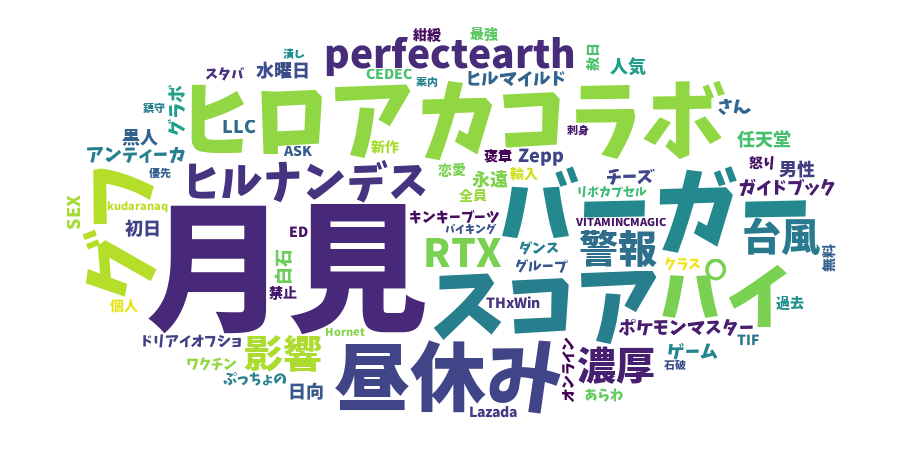 紺綬
最強
perfectearth
赦日
潰し
水曜日
スタバ
CEDEC
案内
ヒルマイルド
人気
グラボ
鎮守
ヒロアカコラボ
さん
LLC
刺身
黒人
ASK
新作
任天堂
アンティーカ
褒章
Zepp
怒り
男性
優先
ヒルナンデス
恋愛
永遠
輸入
チーズ
ガイドブック
ゲフ
全員
リポカプセル
kudaranaq
SEX
初日
月見
ED
キンキーブーツ
バイキング
バーガー
VITAMINCMAGIC
台風
白石
RTX
ダンス
警報
無料
グループ
クラス
禁止
個人
スコア
THxWin
パイ
過去
ポケモンマスター
ドリアイオフショ
Hornet
影響
TIF
ワクチン
昼休み
オンライン
濃厚
ゲーム
石破
ぷっちょの
日向
あらわ
Lazada